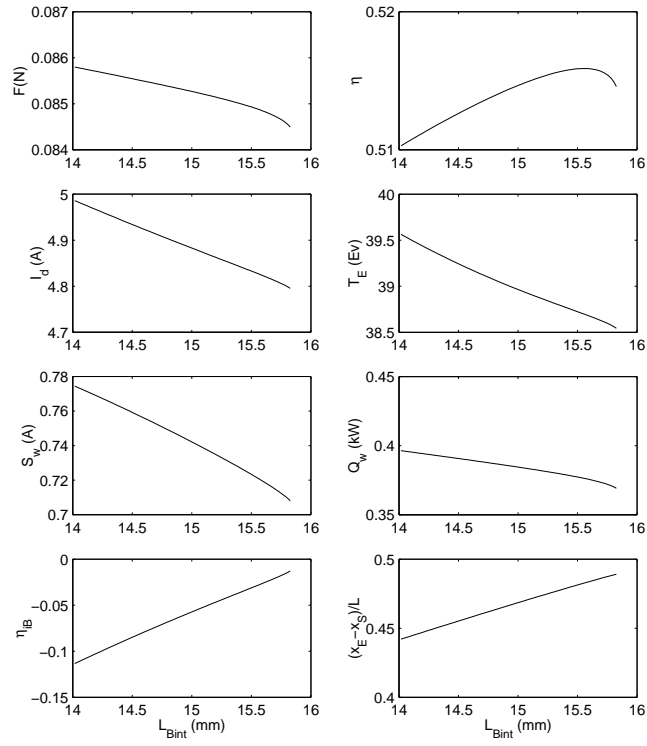 0.087
0.086
0.085
0.084
F(N)
14 14.5 15 15.5 16
0.52
0.51
η
14 14.5 15 15.5 16
5
4.9
4.8
4.7
I_d (A)
14 14.5 15 15.5 16
40
39.5
39
38.5
T_E (Ev)
14 14.5 15 15.5 16
0.78
0.76
0.74
0.72
0.7
S_w (A)
14 14.5 15 15.5 16
0.45
0.4
0.35
Q_w (kW)
14 14.5 15 15.5 16
0
−0.05
−0.1
−0.15
η_iB
14 14.5 15 15.5 16
L_Bint (mm)
0.5
0.45
0.4
(x_E−x_S)/L
14 14.5 15 15.5 16
L_Bint (mm)